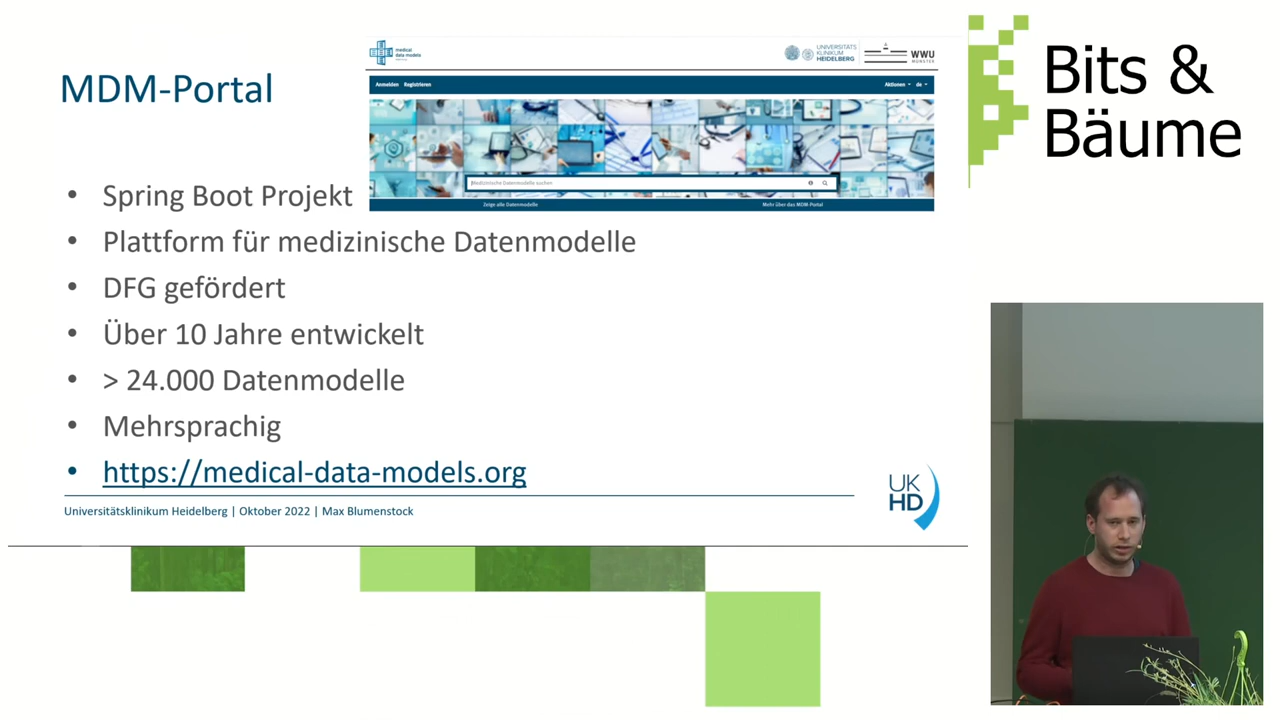 MDM-Portal
medical
data models
UNIVERSITÄTS
KLINIKUM
HEIDELBERG
WWU
MÜNSTER
Anmelden Registrieren
Aktionen
de
Medizinische Datenmodelle suchen
Zeige alle Datenmodelle
Mehr über das MDM-Portal
• Spring Boot Projekt
• Plattform für medizinische Datenmodelle
• DFG gefördert
• Über 10 Jahre entwickelt
• > 24.000 Datenmodelle
• Mehrsprachig
• https://medical-data-models.org
Universitätsklinikum Heidelberg | Oktober 2022 | Max Blumenstock
UK
HD
Bits &
Bäume